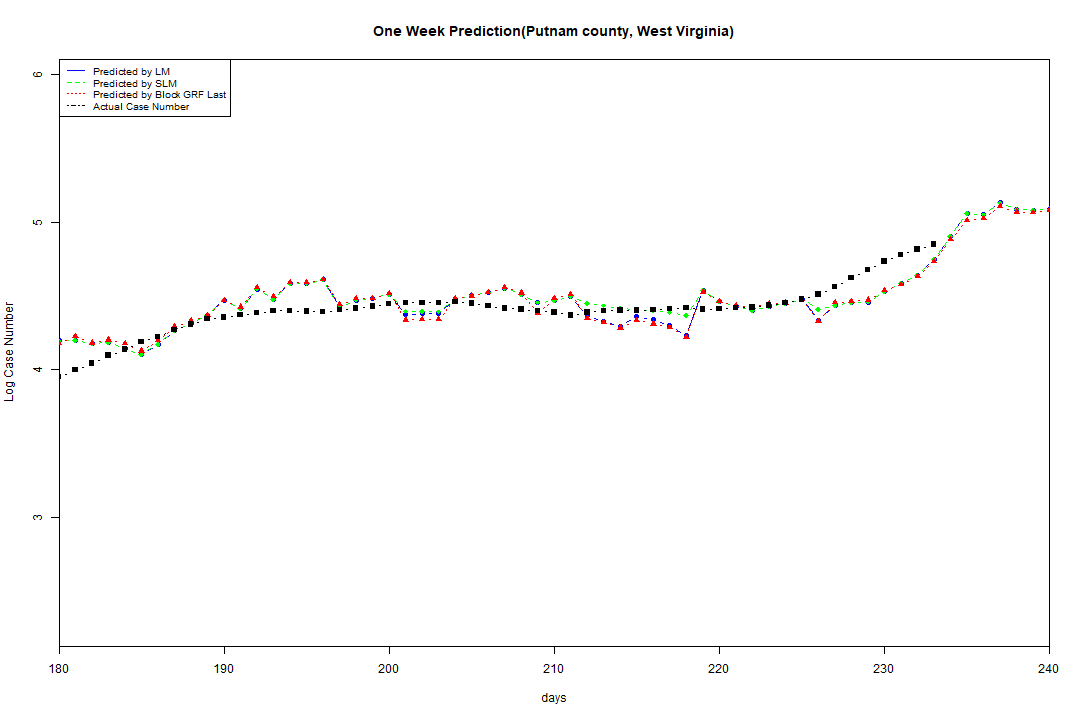 One Week Prediction(Putnam county, West Virginia)
Predicted by LM
Predicted by SLM
Predicted by Block GRF Last
Actual Case Number
6
5
4
3
Log Case Number
180 190 200 210 220 230 240
days